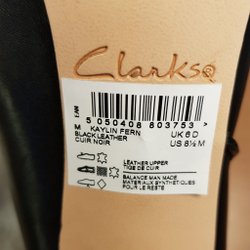 Clarks
5 050408 803753 >
M KAYLIN FERN UK 6 D
BLACK LEATHER US 8½ M
CUIR NOIR
LEATHER UPPER
TIGE DE CUIR
BALANCE MAN MADE
MATERIAUX SYNTHETIQUES
POUR LE RESTE